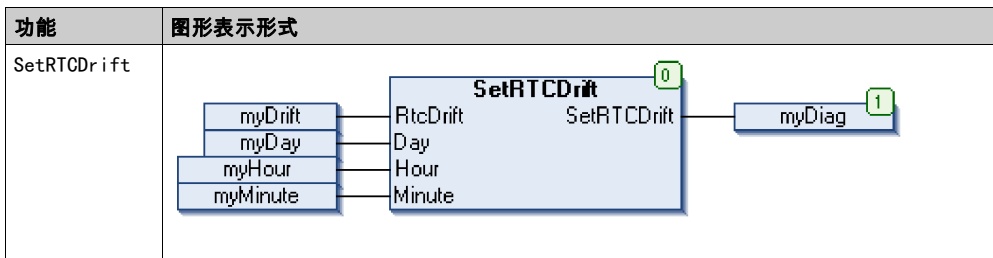 功能 图形表示形式
SetRTCDrift
0
SetRTCDrift
myDrift RtcDrift SetRTCDrift myDiag 1
myDay Day
myHour Hour
myMinute Minute